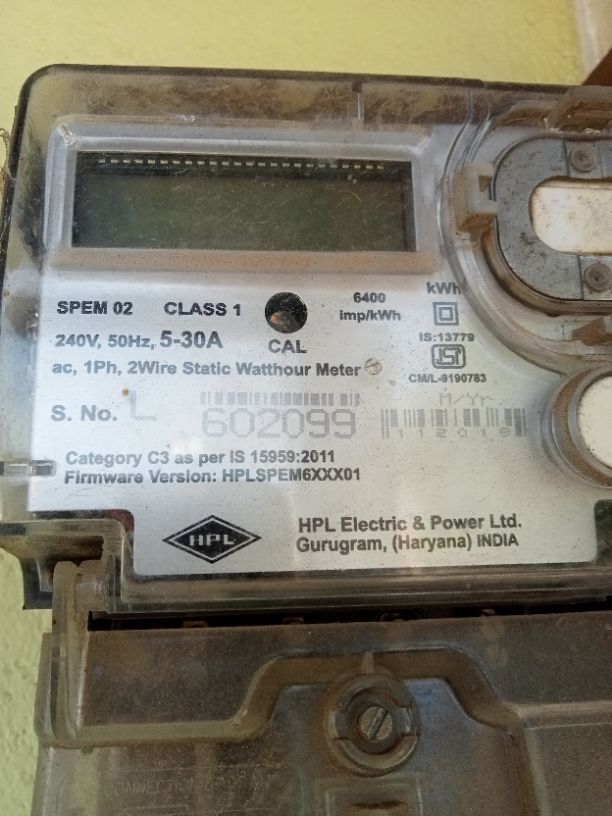 kWh
SPEM 02 CLASS 1 6400
imp/kWh
240V, 50Hz, 5-30A CAL IS:13779
ac, 1Ph, 2Wire Static Watthour Meter CM/L-9190783
S. No. L 602099 M/Yr.
112018
Category C3 as per IS 15959:2011
Firmware Version: HPLSPEM6XXX01
HPL HPL Electric & Power Ltd.
Gurugram, (Haryana) INDIA